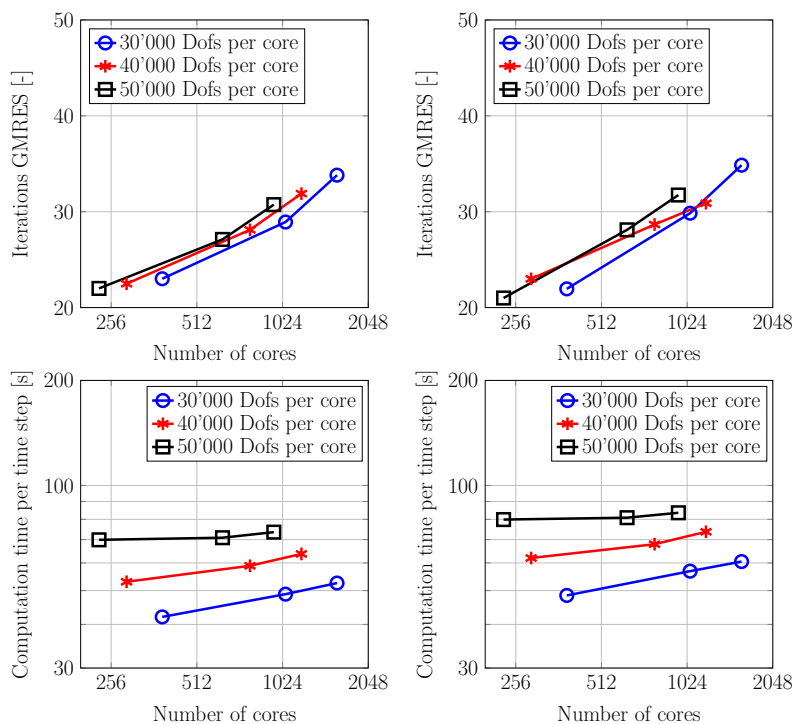 50
40
30
20
Iterations GMRES [-]
30'000 Dofs per core
40'000 Dofs per core
50'000 Dofs per core
256 512 1024 2048
Number of cores
50
40
30
20
Iterations GMRES [-]
30'000 Dofs per core
40'000 Dofs per core
50'000 Dofs per core
256 512 1024 2048
Number of cores
200
100
30
Computation time per time step [s]
30'000 Dofs per core
40'000 Dofs per core
50'000 Dofs per core
256 512 1024 2048
Number of cores
200
100
30
Computation time per time step [s]
30'000 Dofs per core
40'000 Dofs per core
50'000 Dofs per core
256 512 1024 2048
Number of cores